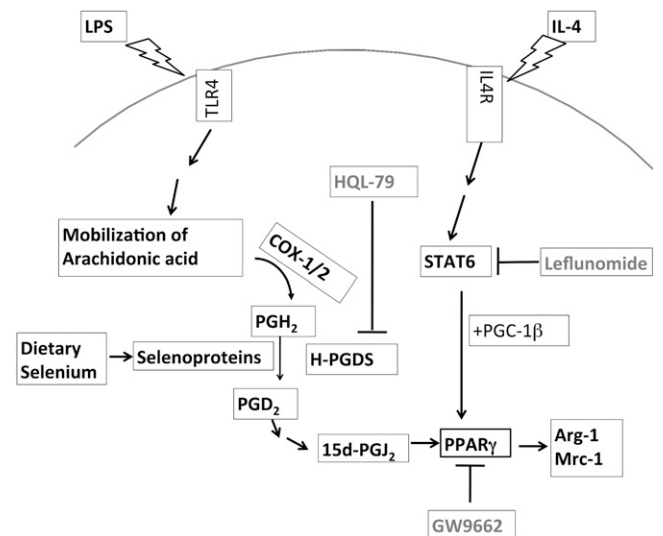 LPS
IL-4
TLR4
IL4R
HQL-79
Mobilization of
Arachidonic acid
COX-1/2
STAT6
Leflunomide
PGH₂
+PGC-1β
Dietary
Selenium
Selenoproteins
H-PGDS
PGD₂
15d-PGJ₂
PPARγ
Arg-1
Mrc-1
GW9662